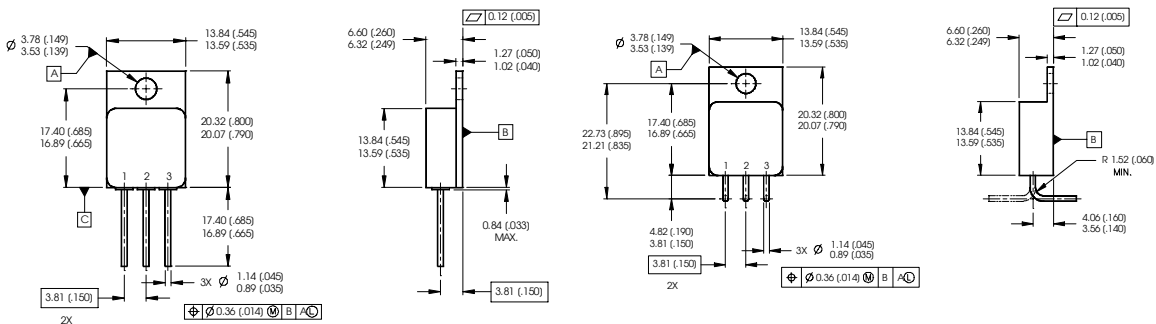 Ø 3.78 (.149)
3.53 (.139)
13.84 (.545)
13.59 (.535)
A
17.40 (.685)
16.89 (.665)
20.32 (.800)
20.07 (.790)
1 2 3
C
17.40 (.685)
16.89 (.665)
3X Ø 1.14 (.045)
0.89 (.035)
3.81 (.150)
2X
⌖ Ø 0.36 (.014) Ⓜ B A Ⓛ
⏥ 0.12 (.005)
6.60 (.260)
6.32 (.249)
1.27 (.050)
1.02 (.040)
13.84 (.545)
13.59 (.535)
B
0.84 (.033)
MAX.
3.81 (.150)
Ø 3.78 (.149)
3.53 (.139)
13.84 (.545)
13.59 (.535)
A
22.73 (.895)
21.21 (.835)
17.40 (.685)
16.89 (.665)
20.32 (.800)
20.07 (.790)
1 2 3
4.82 (.190)
3.81 (.150)
3X Ø 1.14 (.045)
0.89 (.035)
3.81 (.150)
2X
⌖ Ø 0.36 (.014) Ⓜ B A Ⓛ
⏥ 0.12 (.005)
6.60 (.260)
6.32 (.249)
1.27 (.050)
1.02 (.040)
13.84 (.545)
13.59 (.535)
B
R 1.52 (.060)
MIN.
4.06 (.160)
3.56 (.140)